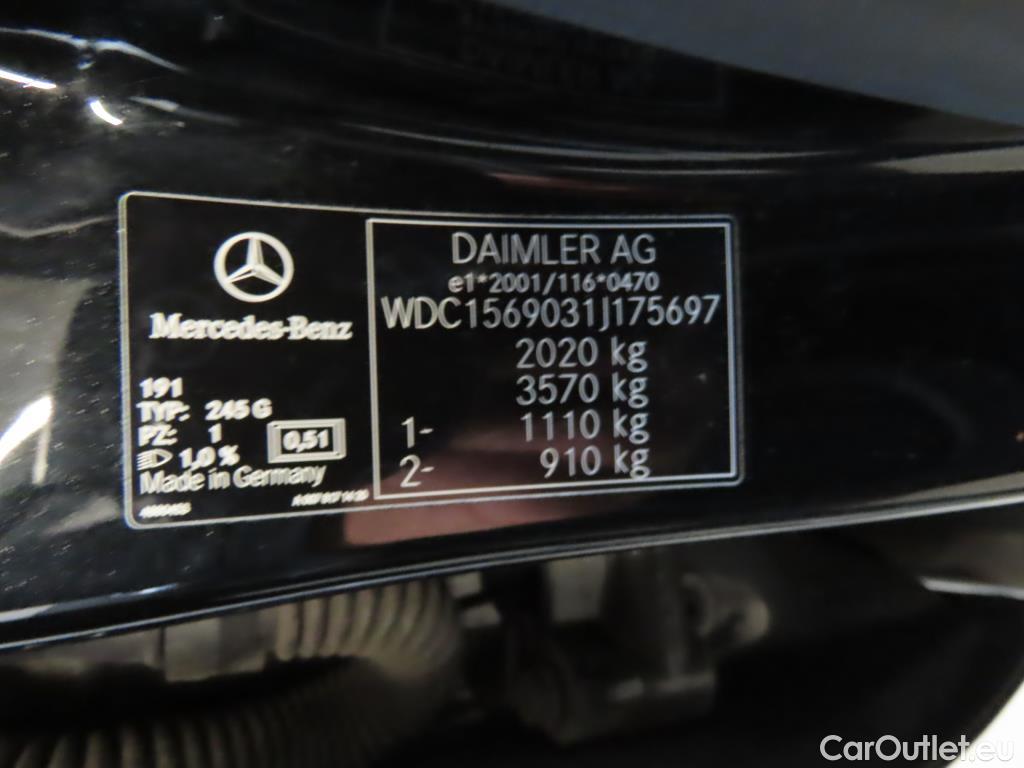 Mercedes-Benz
191
TYP: 245 G
PZ: 1
1,0 %
0,51
Made in Germany
DAIMLER AG
e1*2001/116*0470
WDC1569031J175697
2020 kg
3570 kg
1- 1110 kg
2- 910 kg
CarOutlet.eu